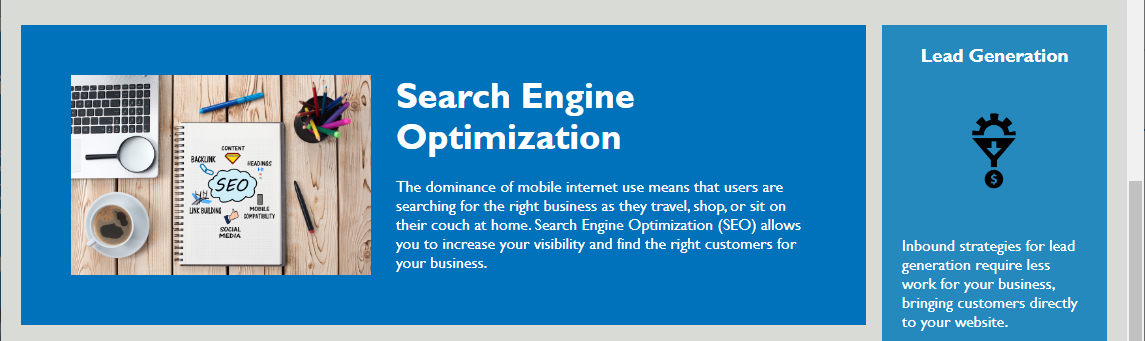 Search Engine
Optimization
The dominance of mobile internet use means that users are
searching for the right business as they travel, shop, or sit on
their couch at home. Search Engine Optimization (SEO) allows
you to increase your visibility and find the right customers for
your business.
CONTENT
BACKLINK
HEADINGS
SEO
LINK BUILDING
MOBILE
COMPATIBILITY
SOCIAL
MEDIA
Lead Generation
$
Inbound strategies for lead
generation require less
work for your business,
bringing customers directly
to your website.